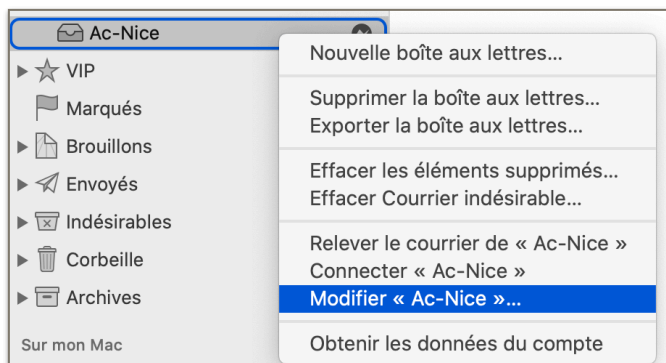 Ac-Nice
VIP
Marqués
Brouillons
Envoyés
Indésirables
Corbeille
Archives
Sur mon Mac
Nouvelle boîte aux lettres...
Supprimer la boîte aux lettres...
Exporter la boîte aux lettres...
Effacer les éléments supprimés...
Effacer Courrier indésirable...
Relever le courrier de « Ac-Nice »
Connecter « Ac-Nice »
Modifier « Ac-Nice »...
Obtenir les données du compte